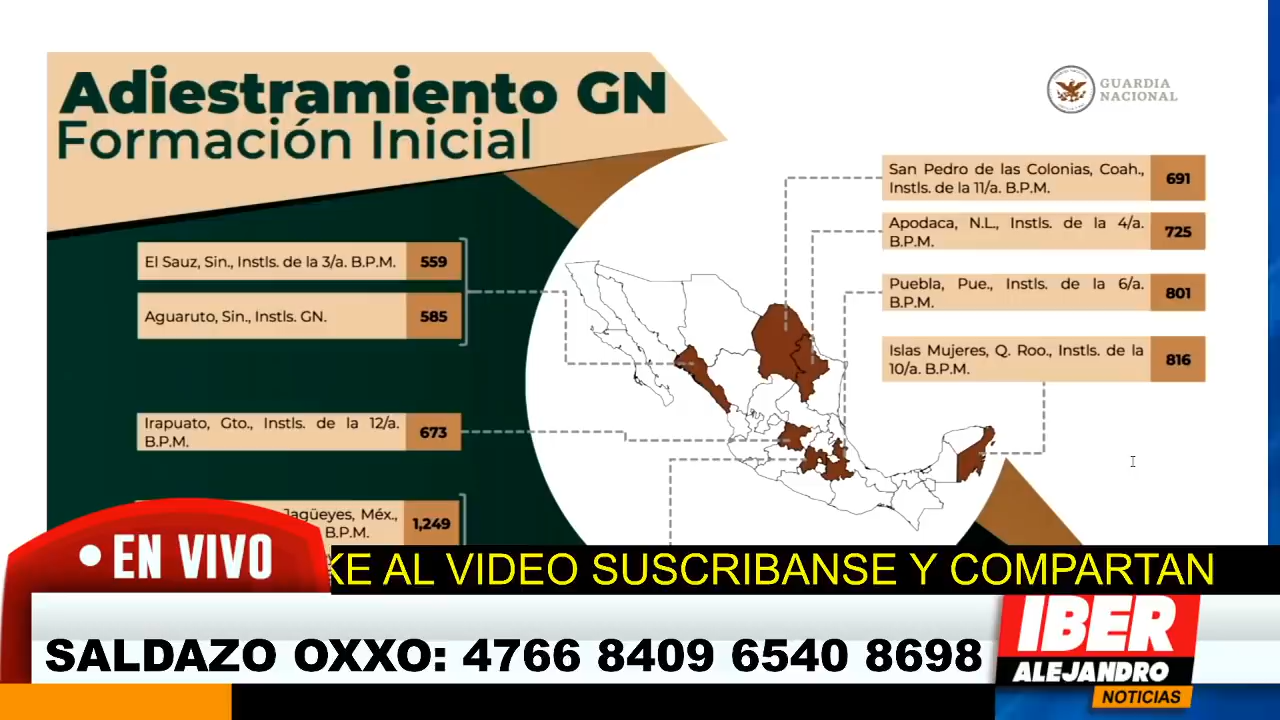 Adiestramiento GN
Formación Inicial
GUARDIA
NACIONAL
San Pedro de las Colonias, Coah.,
Instls. de la 11/a. B.P.M.
691
Apodaca, N.L., Instls. de la 4/a.
B.P.M.
725
Puebla, Pue., Instls. de la 6/a.
B.P.M.
801
Islas Mujeres, Q. Roo., Instls. de la
10/a. B.P.M.
816
El Sauz, Sin., Instls. de la 3/a. B.P.M.
559
Aguaruto, Sin., Instls. GN.
585
Irapuato, Gto., Instls. de la 12/a.
B.P.M.
673
Jagüeyes, Méx.,
B.P.M.
1,249
EN VIVO
KE AL VIDEO SUSCRIBANSE Y COMPARTAN
SALDAZO OXXO: 4766 8409 6540 8698
IBER
ALEJANDRO
NOTICIAS